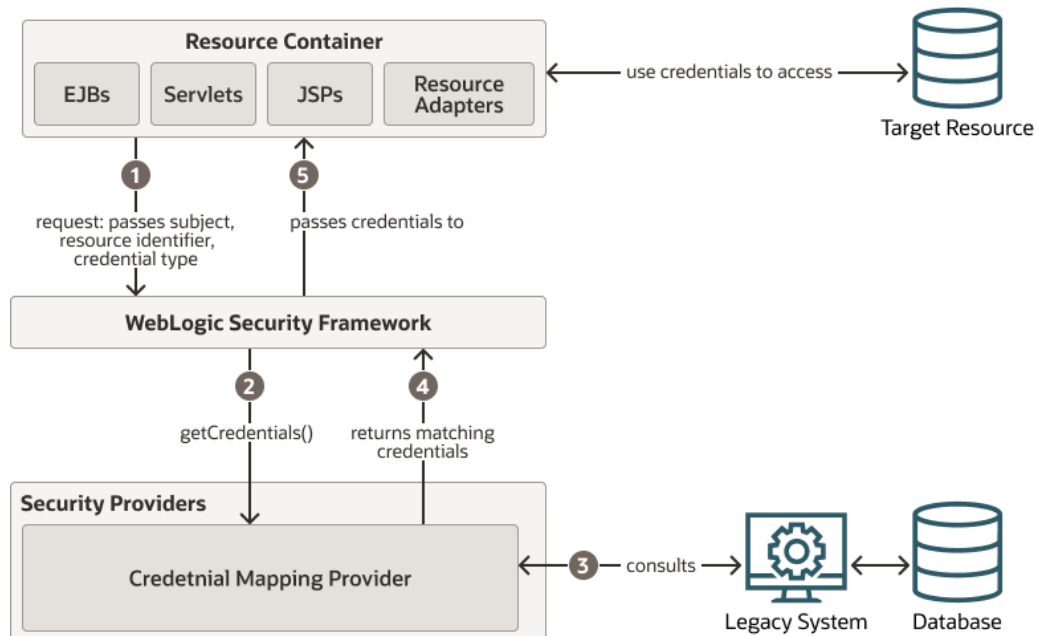 Resource Container
EJBs
Servlets
JSPs
Resource
Adapters
use credentials to access
Target Resource
1
5
request: passes subject,
resource identifier,
credential type
passes credentials to
WebLogic Security Framework
2
4
getCredentials()
returns matching
credentials
Security Providers
Credetnial Mapping Provider
3
consults
Legacy System
Database